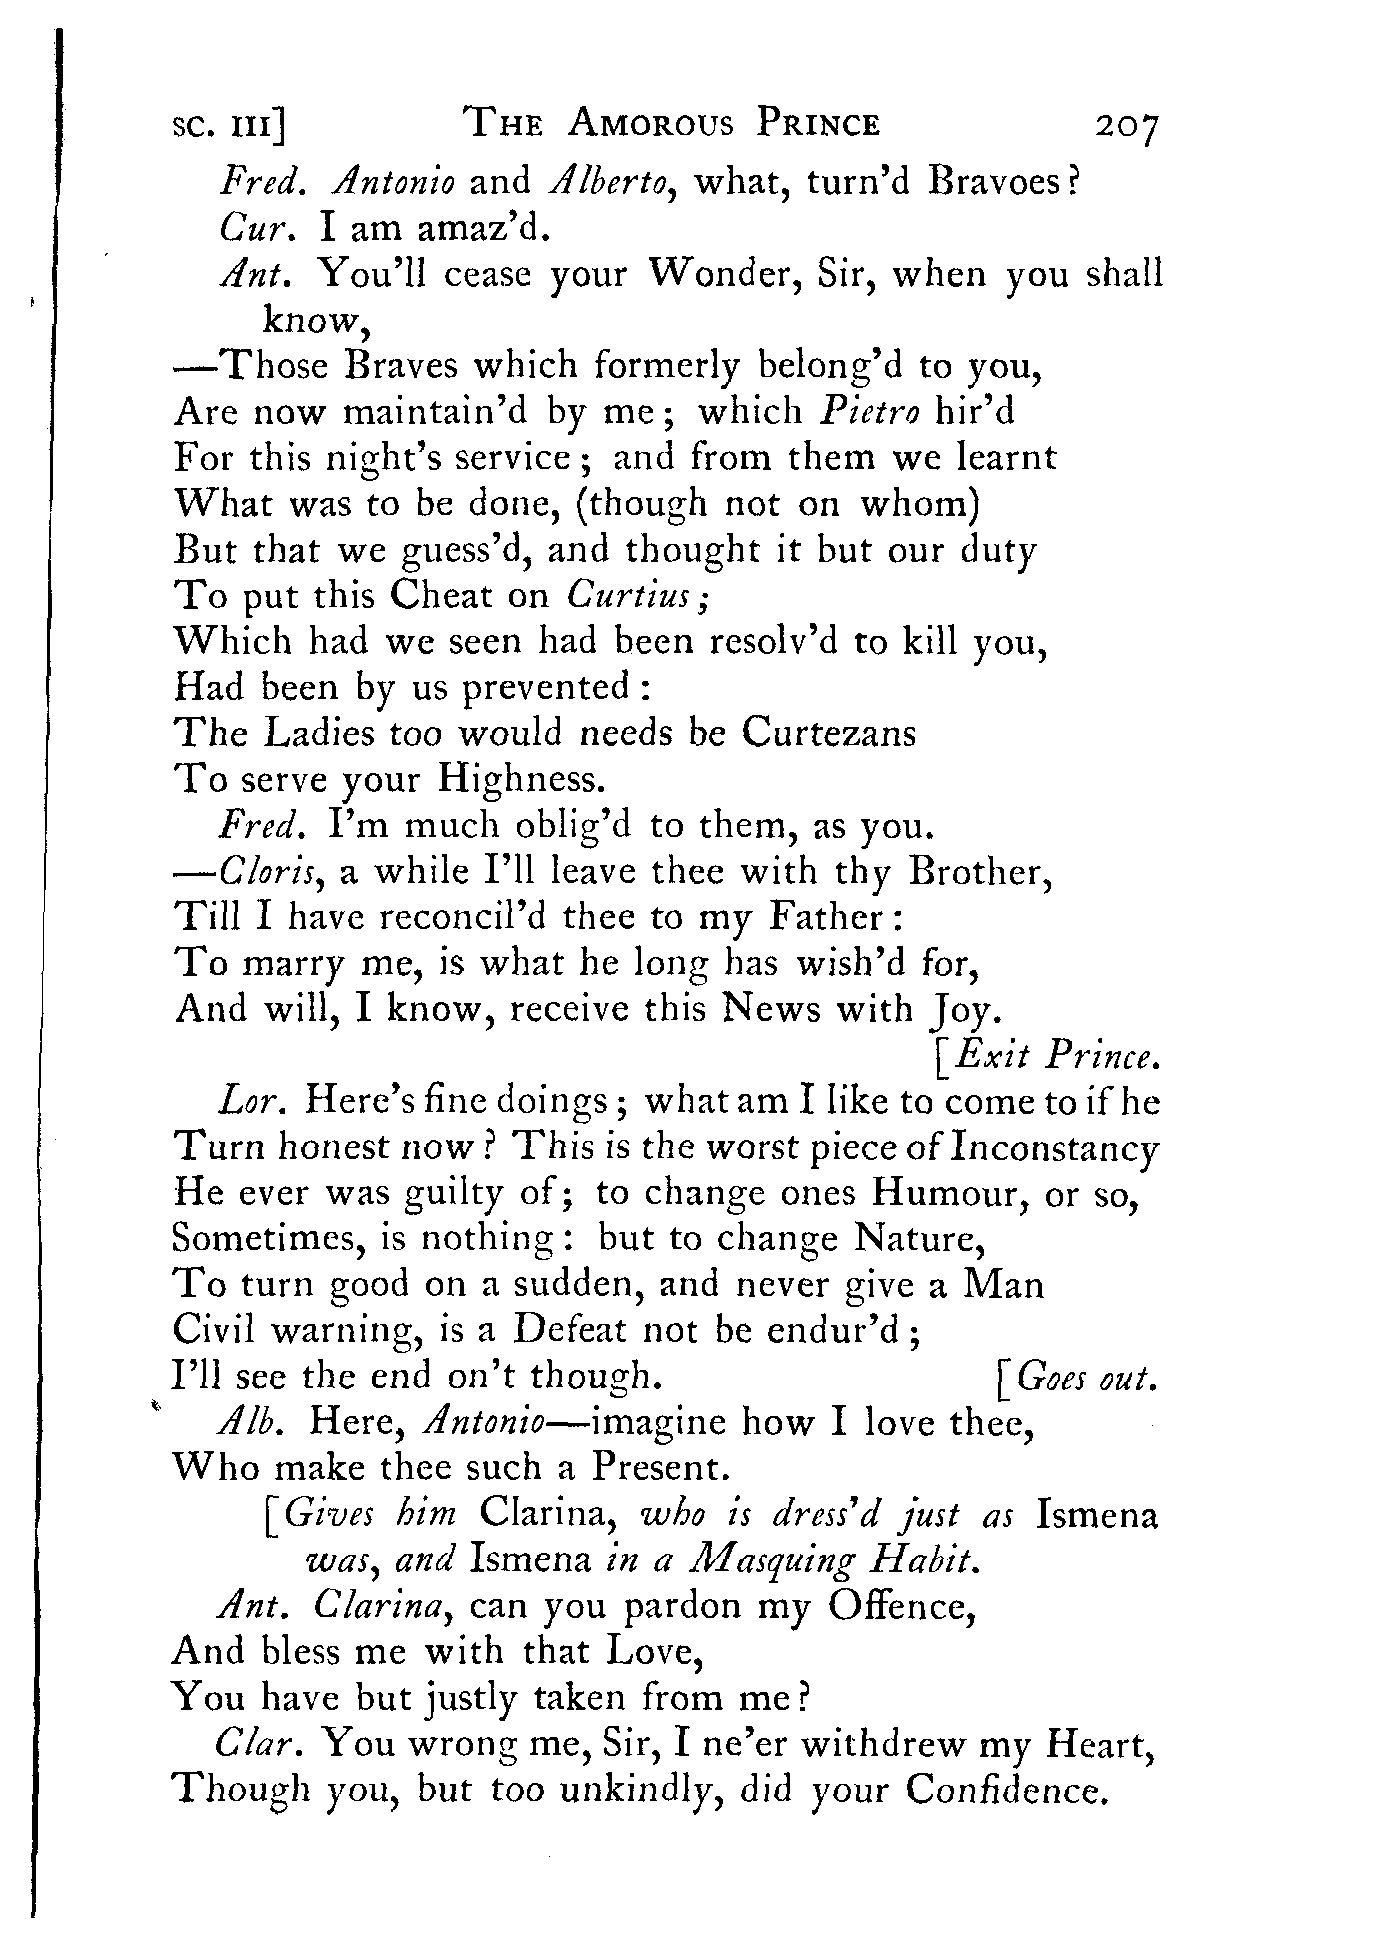 SC. III] THE AMOROUS PRINCE 207
Fred. Antonio and Alberto, what, turn'd Bravoes?
Cur. I am amaz'd.
Ant. You'll cease your Wonder, Sir, when you shall
know,
—Those Braves which formerly belong'd to you,
Are now maintain'd by me; which Pietro hir'd
For this night's service; and from them we learnt
What was to be done, (though not on whom)
But that we guess'd, and thought it but our duty
To put this Cheat on Curtius;
Which had we seen had been resolv'd to kill you,
Had been by us prevented:
The Ladies too would needs be Curtezans
To serve your Highness.
Fred. I'm much oblig'd to them, as you.
—Cloris, a while I'll leave thee with thy Brother,
Till I have reconcil'd thee to my Father:
To marry me, is what he long has wish'd for,
And will, I know, receive this News with Joy.
[Exit Prince.
Lor. Here's fine doings; what am I like to come to if he
Turn honest now? This is the worst piece of Inconstancy
He ever was guilty of; to change ones Humour, or so,
Sometimes, is nothing: but to change Nature,
To turn good on a sudden, and never give a Man
Civil warning, is a Defeat not be endur'd;
I'll see the end on't though. [Goes out.
Alb. Here, Antonio—imagine how I love thee,
Who make thee such a Present.
[Gives him Clarina, who is dress'd just as Ismena
was, and Ismena in a Masquing Habit.
Ant. Clarina, can you pardon my Offence,
And bless me with that Love,
You have but justly taken from me?
Clar. You wrong me, Sir, I ne'er withdrew my Heart,
Though you, but too unkindly, did your Confidence.